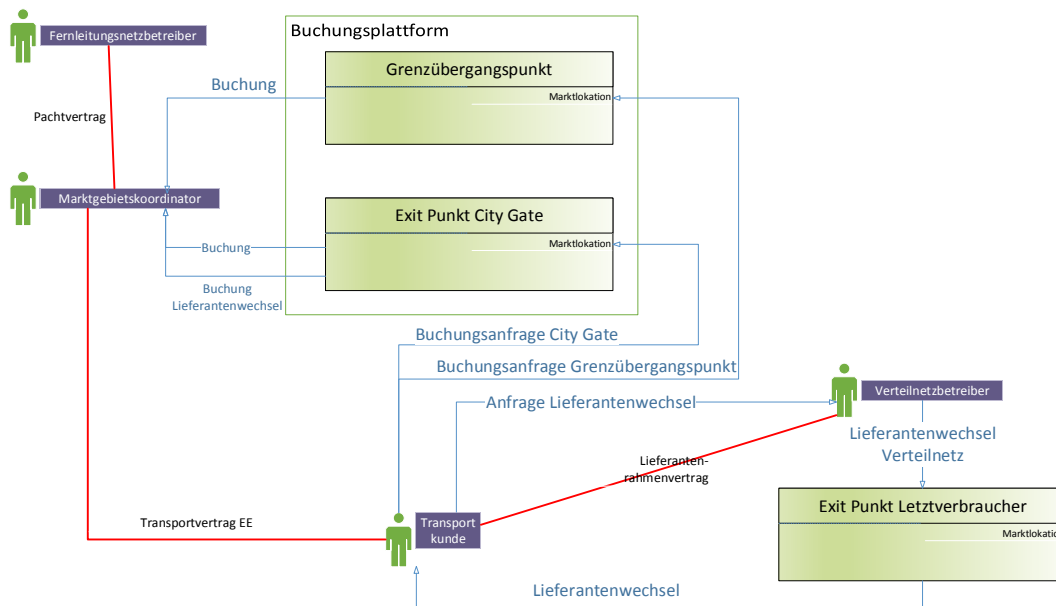 Fernleitungsnetzbetreiber
Buchungsplattform
Grenzübergangspunkt
Marktlokation
Buchung
Pachtvertrag
Marktgebietskoordinator
Exit Punkt City Gate
Marktlokation
Buchung
Buchung
Lieferantenwechsel
Buchungsanfrage City Gate
Buchungsanfrage Grenzübergangspunkt
Verteilnetzbetreiber
Anfrage Lieferantenwechsel
Lieferantenwechsel
Verteilnetz
Lieferanten-
rahmenvertrag
Exit Punkt Letztverbraucher
Marktlokation
Transportvertrag EE
Transport
kunde
Lieferantenwechsel